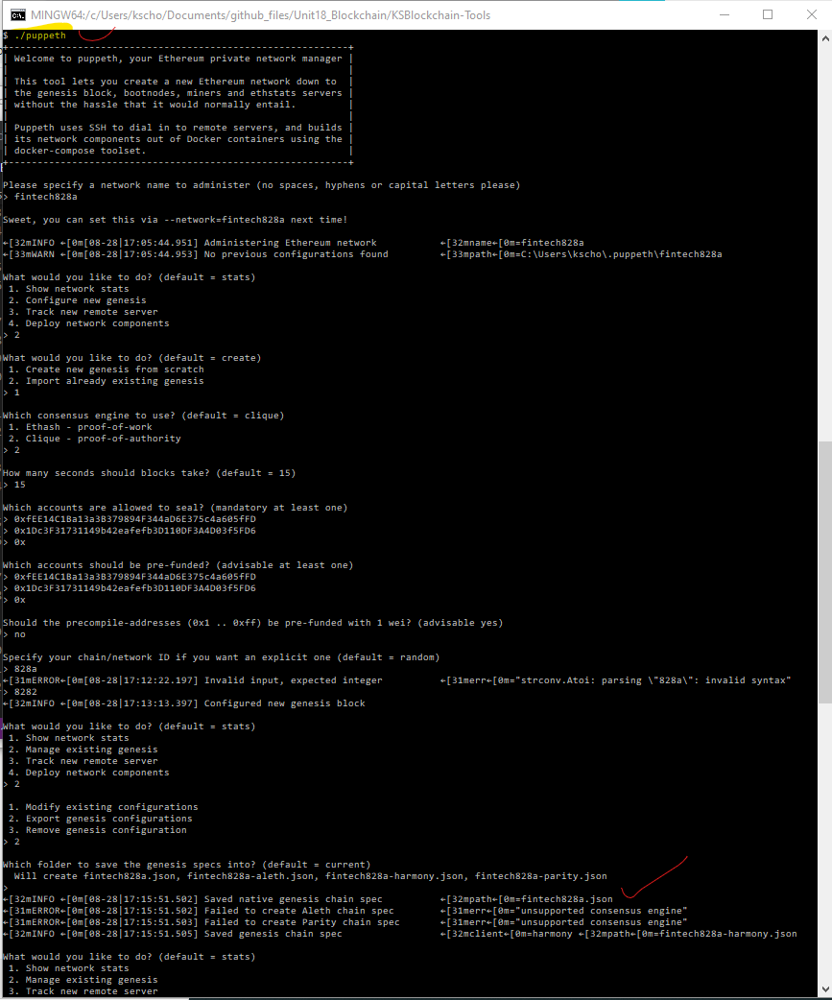 MINGW64:/c/Users/kscho/Documents/github_files/Unit18_Blockchain/KSBlockchain-Tools
$ ./puppeth
+-----------------------------------------------------------+
| Welcome to puppeth, your Ethereum private network manager |
|                                                           |
| This tool lets you create a new Ethereum network down to  |
| the genesis block, bootnodes, miners and ethstats servers |
| without the hassle that it would normally entail.         |
|                                                           |
| Puppeth uses SSH to dial in to remote servers, and builds |
| its network components out of Docker containers using the |
| docker-compose toolset.                                   |
+-----------------------------------------------------------+
Please specify a network name to administer (no spaces, hyphens or capital letters please)
> fintech828a
Sweet, you can set this via --network=fintech828a next time!
←[32mINFO ←[0m[08-28|17:05:44.951] Administering Ethereum network           ←[32mname←[0m=fintech828a
←[33mWARN ←[0m[08-28|17:05:44.953] No previous configurations found         ←[33mpath←[0m=C:\Users\kscho\.puppeth\fintech828a
What would you like to do? (default = stats)
 1. Show network stats
 2. Configure new genesis
 3. Track new remote server
 4. Deploy network components
> 2
What would you like to do? (default = create)
 1. Create new genesis from scratch
 2. Import already existing genesis
> 1
Which consensus engine to use? (default = clique)
 1. Ethash - proof-of-work
 2. Clique - proof-of-authority
> 2
How many seconds should blocks take? (default = 15)
> 15
Which accounts are allowed to seal? (mandatory at least one)
> 0xfEE14C1Ba13a3B379894F344aD6E375c4a605fFD
> 0x1Dc3F31731149b42eafefb3D110DF3A4D03f5FD6
> 0x
Which accounts should be pre-funded? (advisable at least one)
> 0xfEE14C1Ba13a3B379894F344aD6E375c4a605fFD
> 0x1Dc3F31731149b42eafefb3D110DF3A4D03f5FD6
> 0x
Should the precompile-addresses (0x1 .. 0xff) be pre-funded with 1 wei? (advisable yes)
> no
Specify your chain/network ID if you want an explicit one (default = random)
> 828a
←[31mERROR←[0m[08-28|17:12:22.197] Invalid input, expected integer          ←[31merr←[0m="strconv.Atoi: parsing \"828a\": invalid syntax"
> 8282
←[32mINFO ←[0m[08-28|17:13:13.397] Configured new genesis block
What would you like to do? (default = stats)
 1. Show network stats
 2. Manage existing genesis
 3. Track new remote server
 4. Deploy network components
> 2
 1. Modify existing configurations
 2. Export genesis configurations
 3. Remove genesis configuration
> 2
Which folder to save the genesis specs into? (default = current)
  Will create fintech828a.json, fintech828a-aleth.json, fintech828a-harmony.json, fintech828a-parity.json
>
←[32mINFO ←[0m[08-28|17:15:51.502] Saved native genesis chain spec          ←[32mpath←[0m=fintech828a.json
←[31mERROR←[0m[08-28|17:15:51.502] Failed to create Aleth chain spec        ←[31merr←[0m="unsupported consensus engine"
←[31mERROR←[0m[08-28|17:15:51.503] Failed to create Parity chain spec       ←[31merr←[0m="unsupported consensus engine"
←[32mINFO ←[0m[08-28|17:15:51.505] Saved genesis chain spec                 ←[32mclient←[0m=harmony ←[32mpath←[0m=fintech828a-harmony.json
What would you like to do? (default = stats)
 1. Show network stats
 2. Manage existing genesis
 3. Track new remote server